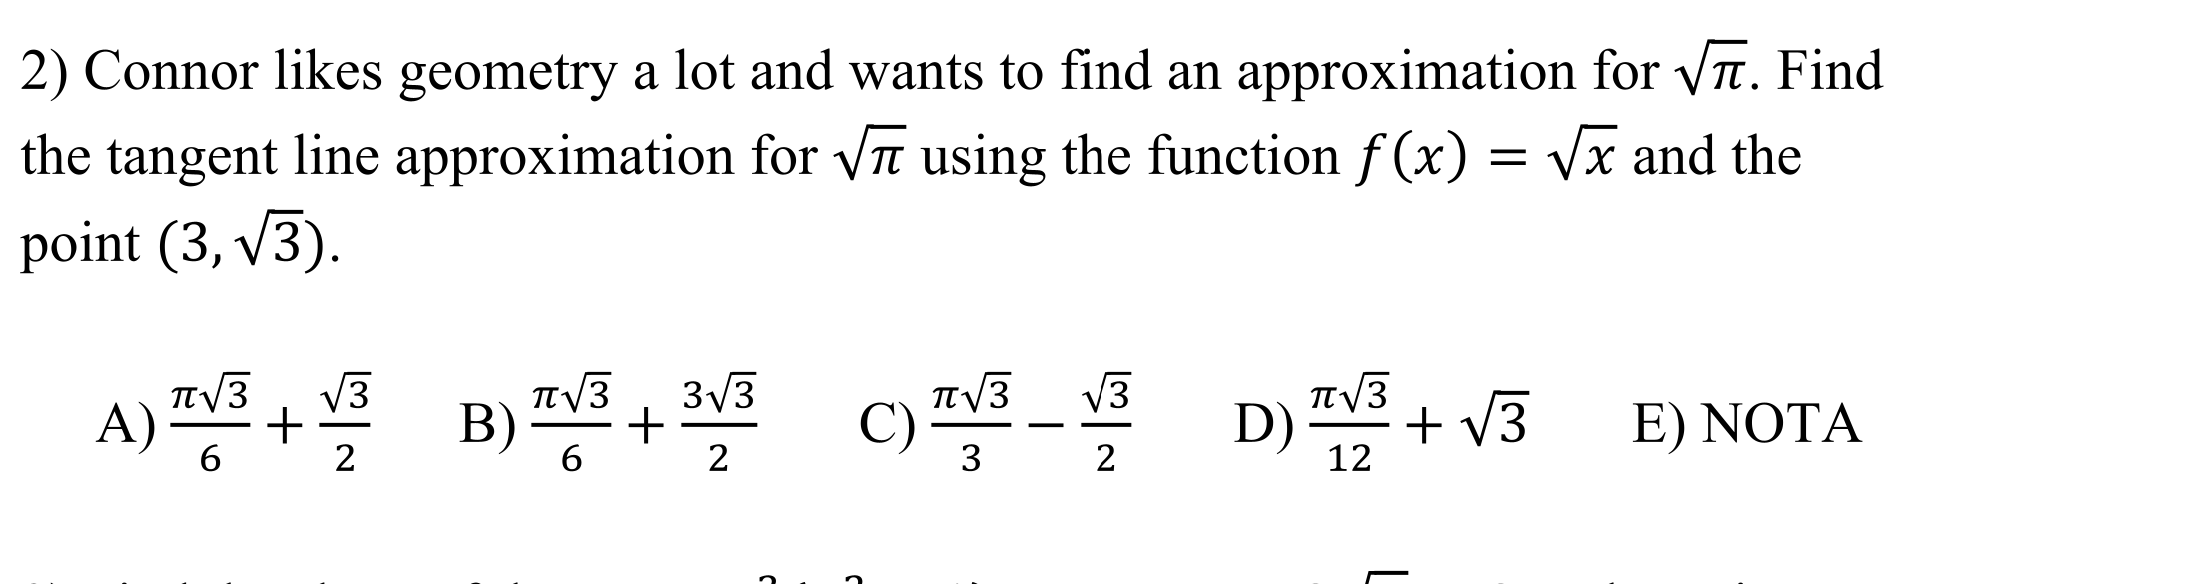 2) Connor likes geometry a lot and wants to find an approximation for √π. Find
the tangent line approximation for √π using the function f(x) = √x and the
point (3, √3).
A) π√3/6 + √3/2 B) π√3/6 + 3√3/2 C) π√3/3 − √3/2 D) π√3/12 + √3 E) NOTA